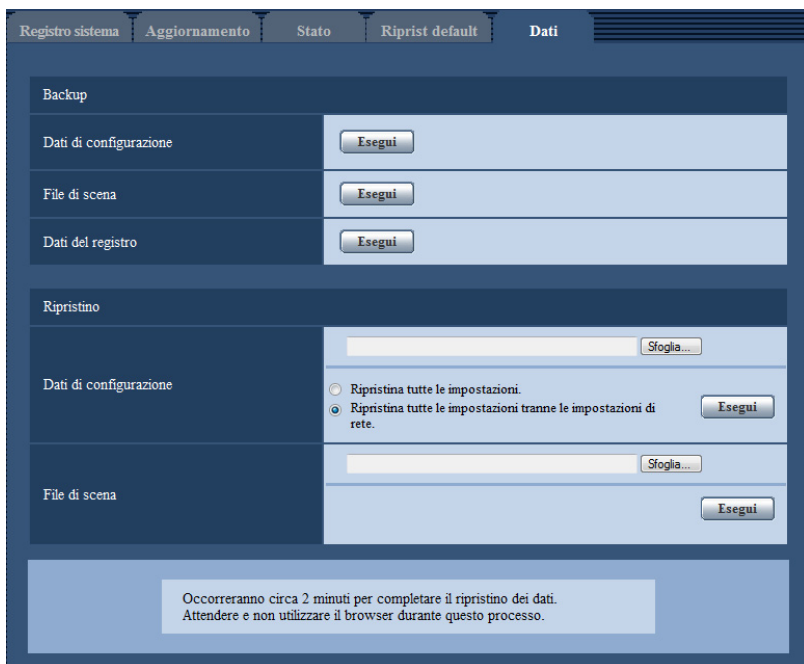 Registro sistema Aggiornamento Stato Riprist default Dati
Backup
Dati di configurazione Esegui
File di scena Esegui
Dati del registro Esegui
Ripristino
Sfoglia...
Dati di configurazione
Ripristina tutte le impostazioni.
Ripristina tutte le impostazioni tranne le impostazioni di
rete.
Esegui
Sfoglia...
File di scena
Esegui
Occorreranno circa 2 minuti per completare il ripristino dei dati.
Attendere e non utilizzare il browser durante questo processo.